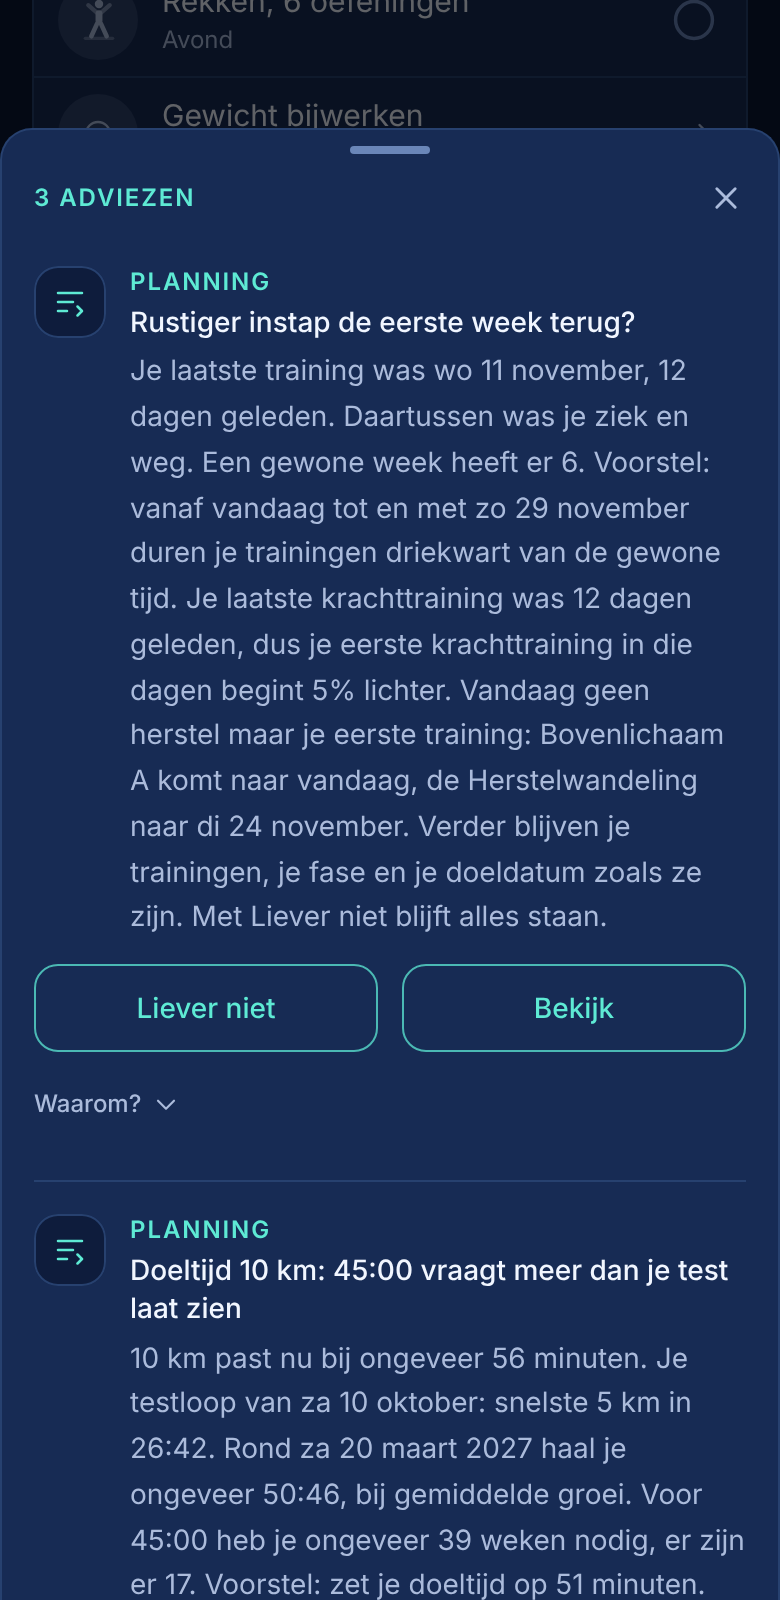 Rekken, 6 oefeningen
Avond
Gewicht bijwerken
3 ADVIEZEN
PLANNING
Rustiger instap de eerste week terug?
Je laatste training was wo 11 november, 12
dagen geleden. Daartussen was je ziek en
weg. Een gewone week heeft er 6. Voorstel:
vanaf vandaag tot en met zo 29 november
duren je trainingen driekwart van de gewone
tijd. Je laatste krachttraining was 12 dagen
geleden, dus je eerste krachttraining in die
dagen begint 5% lichter. Vandaag geen
herstel maar je eerste training: Bovenlichaam
A komt naar vandaag, de Herstelwandeling
naar di 24 november. Verder blijven je
trainingen, je fase en je doeldatum zoals ze
zijn. Met Liever niet blijft alles staan.
Liever niet
Bekijk
Waarom?
PLANNING
Doeltijd 10 km: 45:00 vraagt meer dan je test
laat zien
10 km past nu bij ongeveer 56 minuten. Je
testloop van za 10 oktober: snelste 5 km in
26:42. Rond za 20 maart 2027 haal je
ongeveer 50:46, bij gemiddelde groei. Voor
45:00 heb je ongeveer 39 weken nodig, er zijn
er 17. Voorstel: zet je doeltijd op 51 minuten.